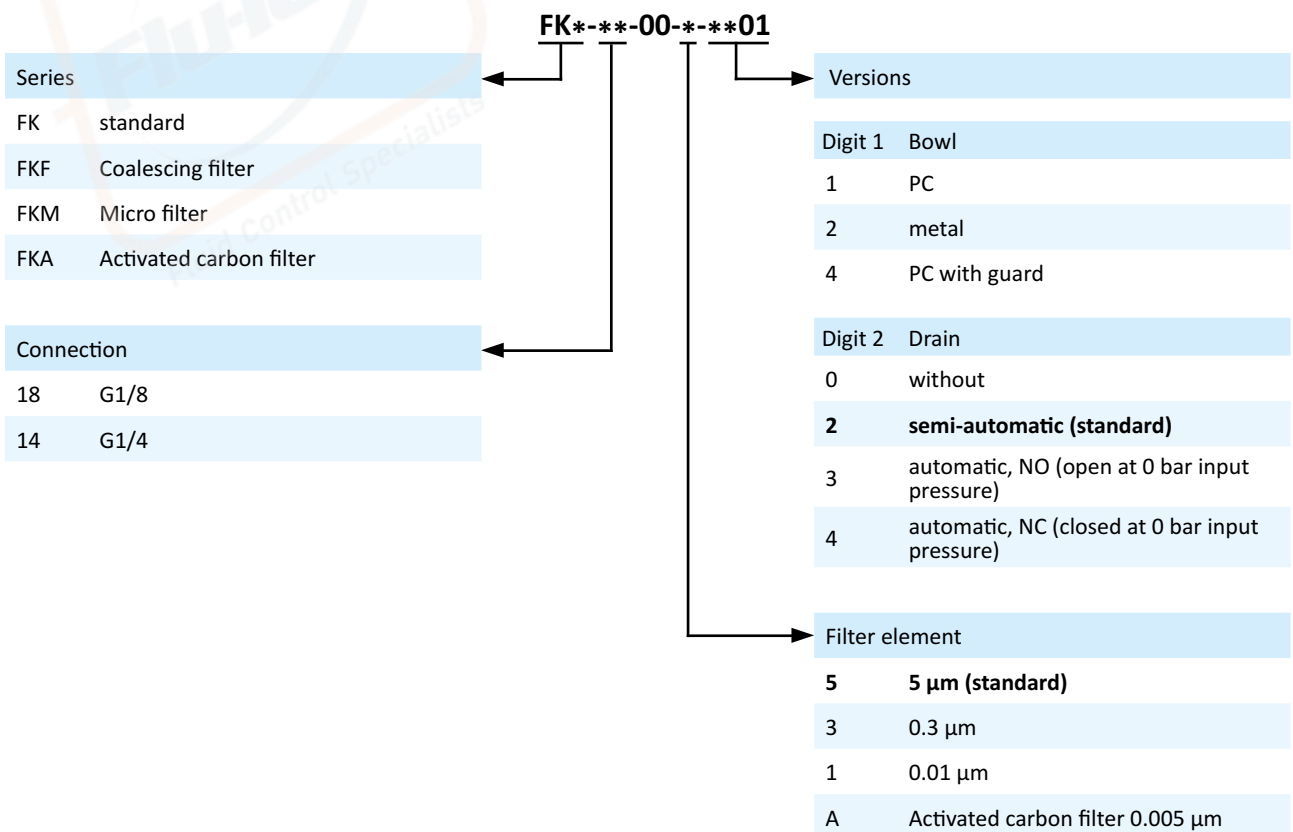 FK*-**-00-*-**01
Series
FK standard
FKF Coalescing filter
FKM Micro filter
FKA Activated carbon filter
Connection
18 G1/8
14 G1/4
Versions
Digit 1 Bowl
1 PC
2 metal
4 PC with guard
Digit 2 Drain
0 without
2 semi-automatic (standard)
3 automatic, NO (open at 0 bar input
pressure)
4 automatic, NC (closed at 0 bar input
pressure)
Filter element
5 5 µm (standard)
3 0.3 µm
1 0.01 µm
A Activated carbon filter 0.005 µm
Fluid Control Specialists